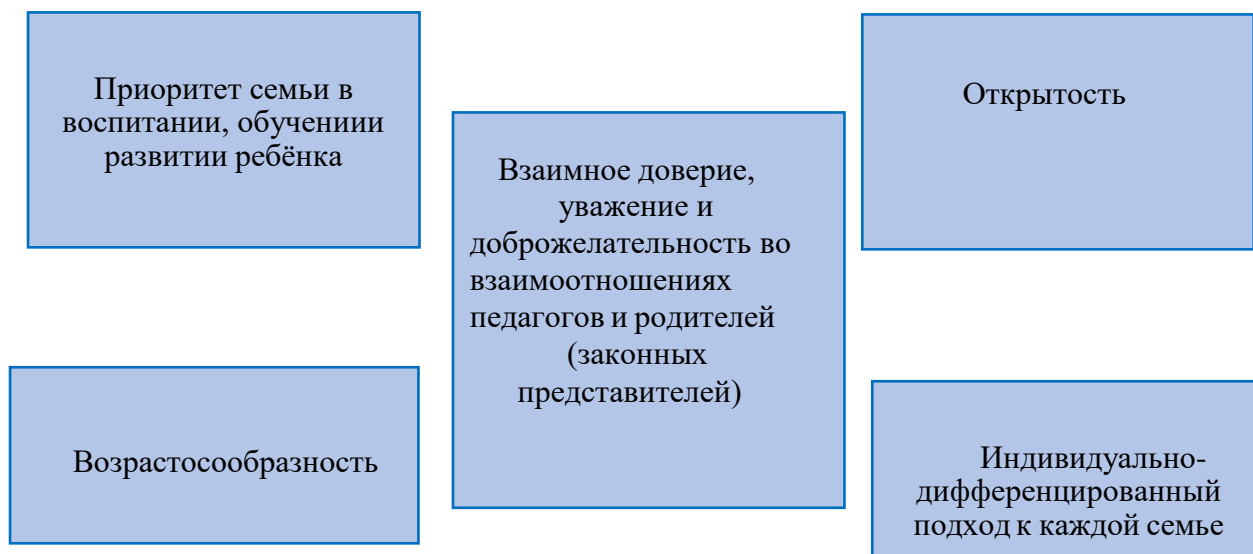 Приоритет семьи в
воспитании, обучениии
развитии ребёнка
Открытость
Взаимное доверие,
уважение и
доброжелательность во
взаимоотношениях
педагогов и родителей
(законных
представителей)
Возрастосообразность
Индивидуально-
дифференцированный
подход к каждой семье